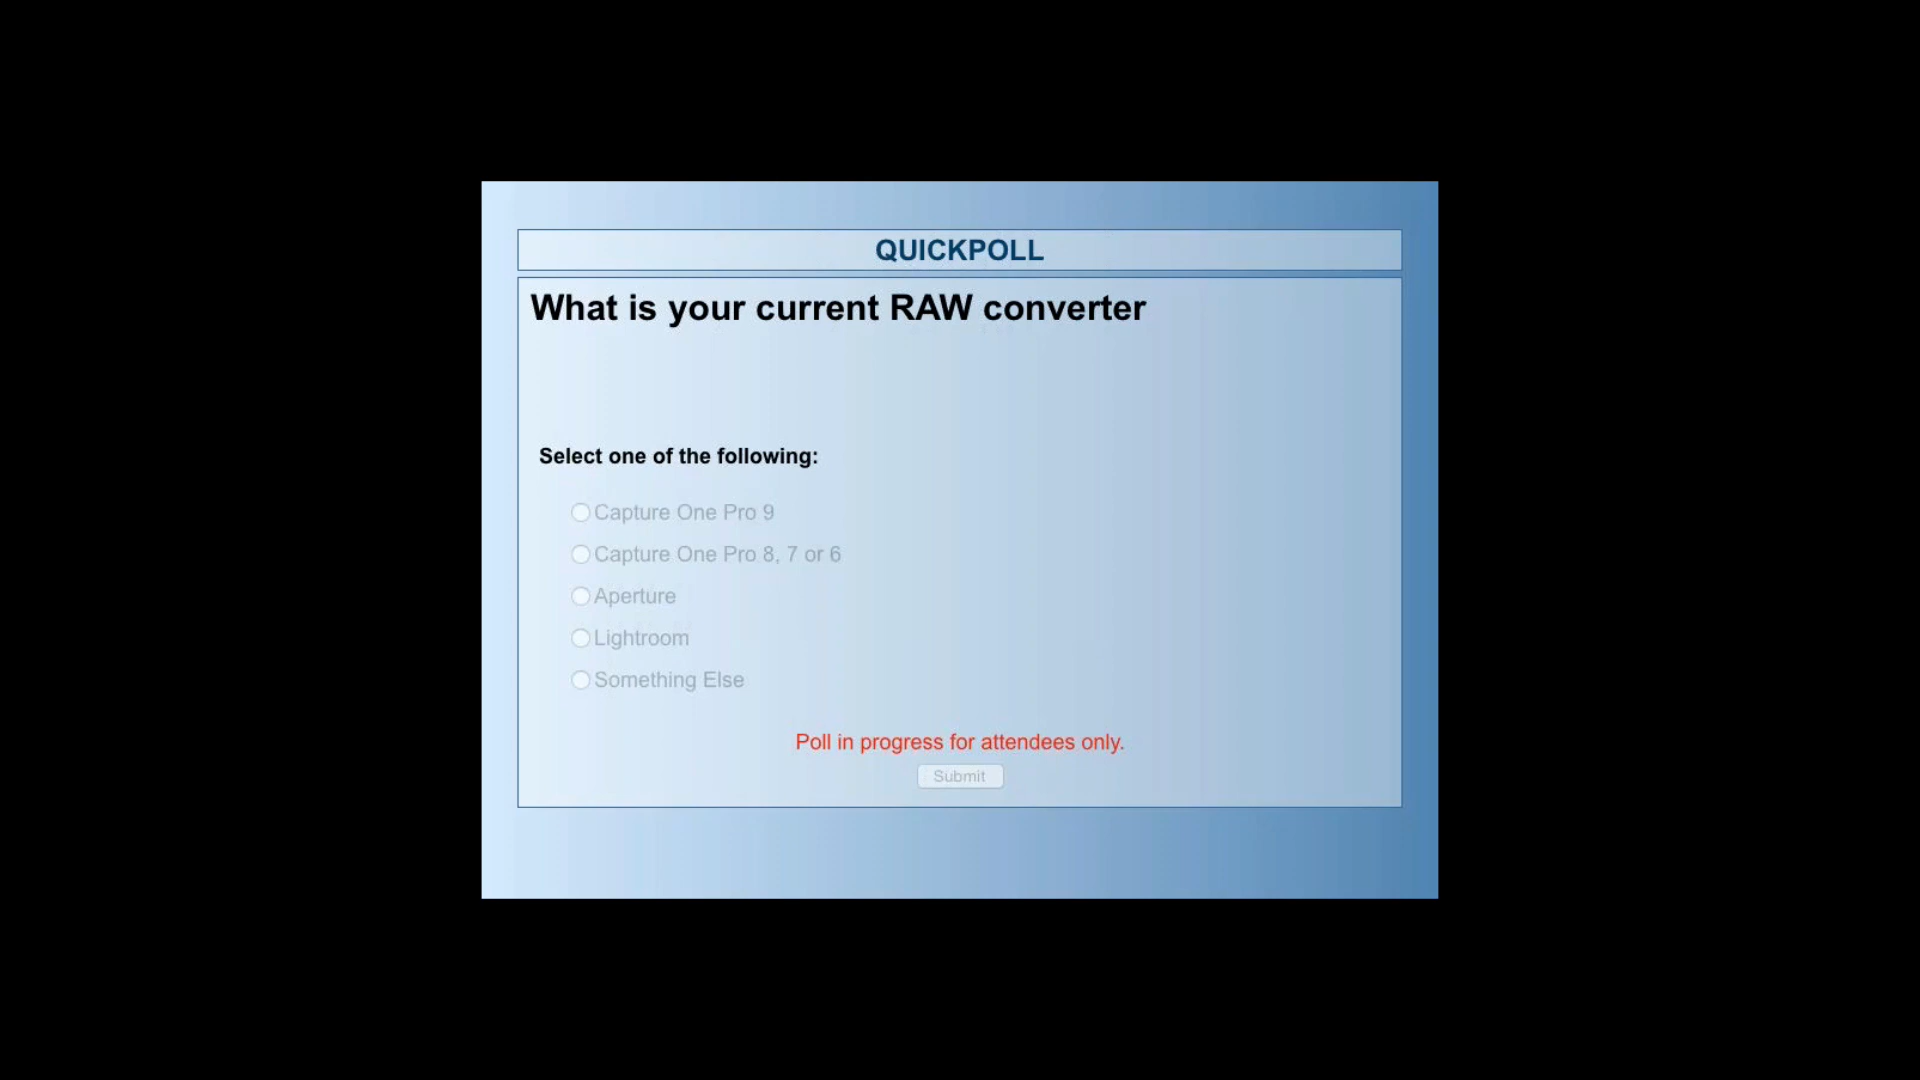 QUICKPOLL
What is your current RAW converter
Select one of the following:
Capture One Pro 9
Capture One Pro 8, 7 or 6
Aperture
Lightroom
Something Else
Poll in progress for attendees only.
Submit